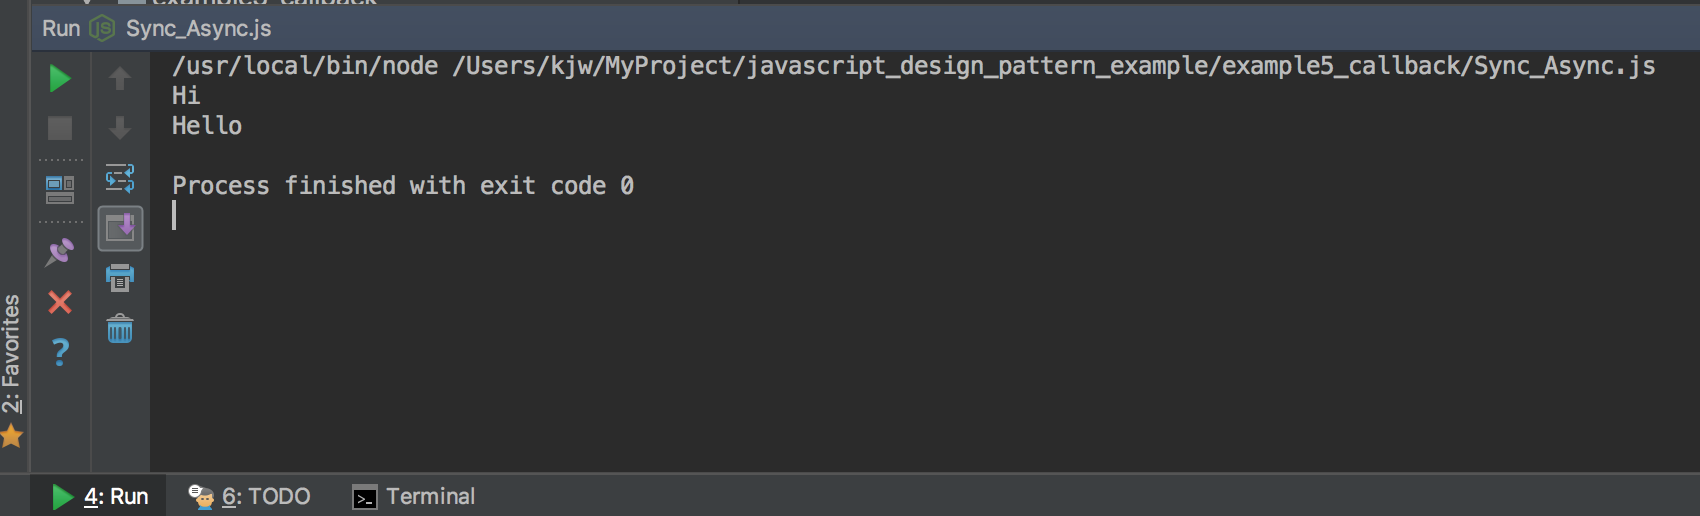 example5_callback
Run Sync_Async.js
/usr/local/bin/node /Users/kjw/MyProject/javascript_design_pattern_example/example5_callback/Sync_Async.js
Hi
Hello
Process finished with exit code 0
2: Favorites
4: Run 6: TODO Terminal